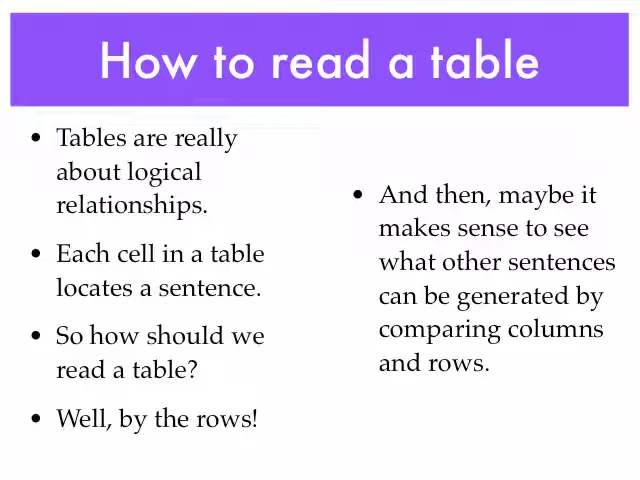 How to read a table
• Tables are really
about logical
relationships.
• Each cell in a table
locates a sentence.
• So how should we
read a table?
• Well, by the rows!
• And then, maybe it
makes sense to see
what other sentences
can be generated by
comparing columns
and rows.